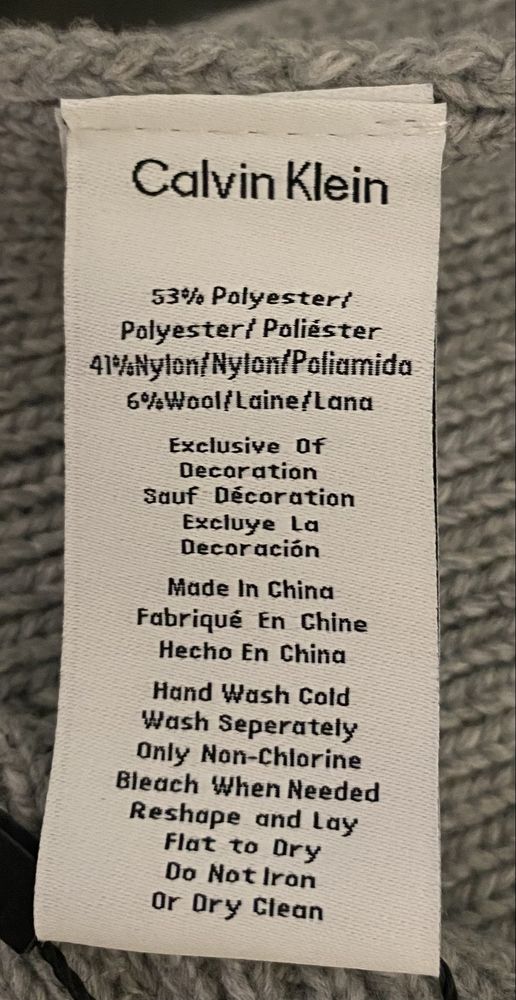 Calvin Klein
53% Polyester/
Polyester/ Poliéster
41%Nylon/Nylon/Poliamida
6%Wool/Laine/Lana
Exclusive Of
Decoration
Sauf Décoration
Excluye La
Decoración
Made In China
Fabriqué En Chine
Hecho En China
Hand Wash Cold
Wash Seperately
Only Non-Chlorine
Bleach When Needed
Reshape and Lay
Flat to Dry
Do Not Iron
Or Dry Clean